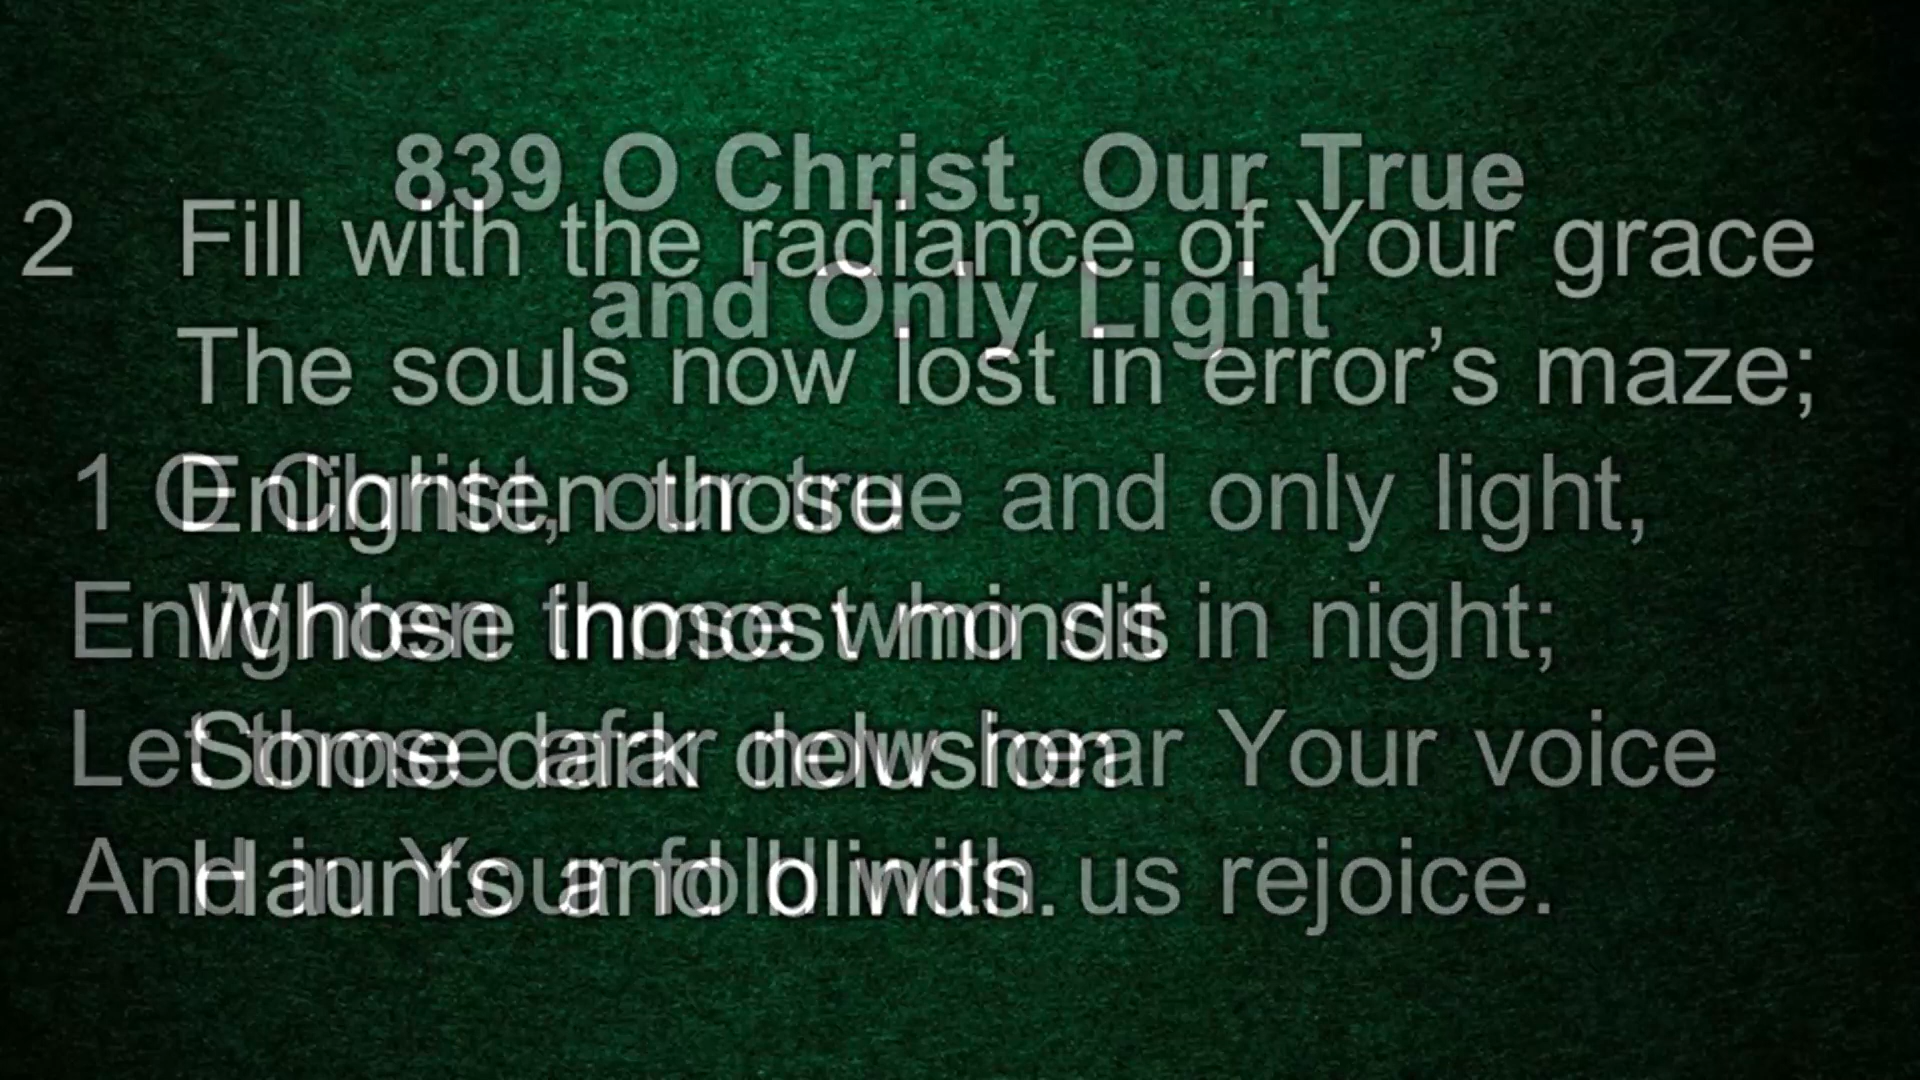 839 O Christ, Our True
and Only Light
1 O Christ, our true and only light,
Enlighten those who sit in night;
Let those afar now hear Your voice
And in Your fold with us rejoice.
2 Fill with the radiance of Your grace
The souls now lost in error’s maze;
Enlighten those
Whose inmost minds
Some dark delusion
Haunts and blinds.